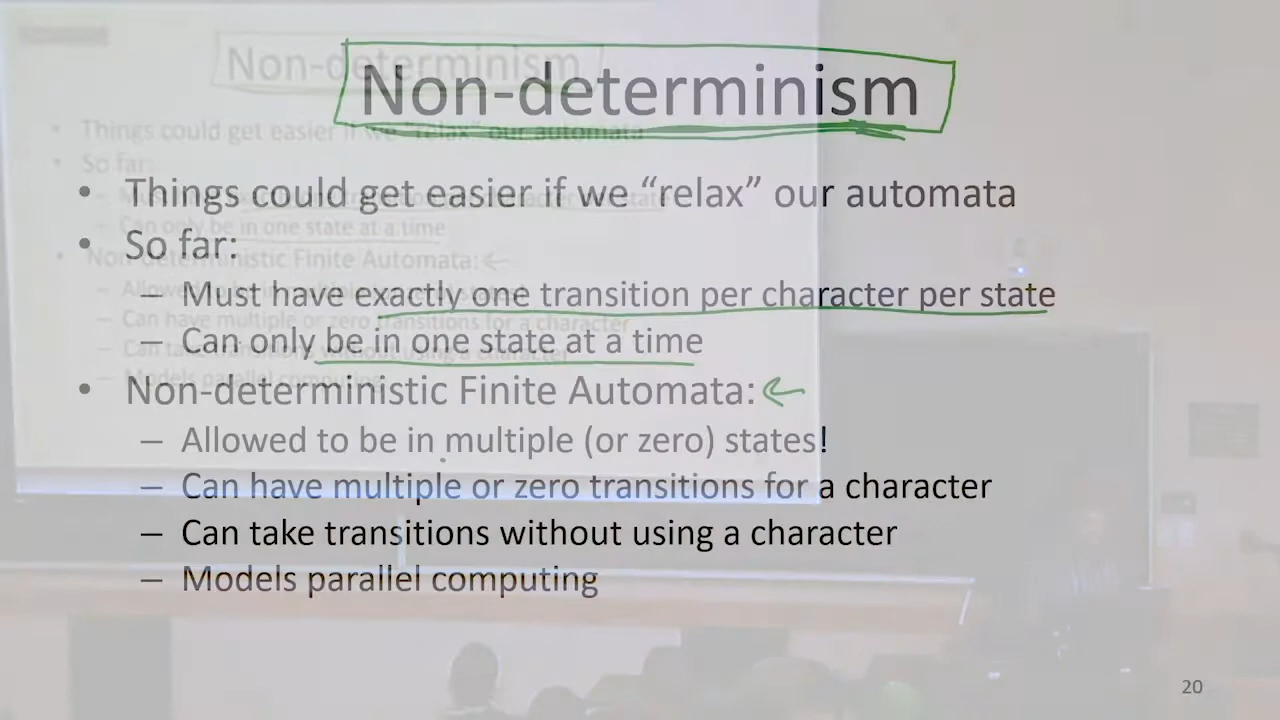 Non-determinism
• Things could get easier if we “relax” our automata
• So far:
– Must have exactly one transition per character per state
– Can only be in one state at a time
• Non-deterministic Finite Automata:
– Allowed to be in multiple (or zero) states!
– Can have multiple or zero transitions for a character
– Can take transitions without using a character
– Models parallel computing
20